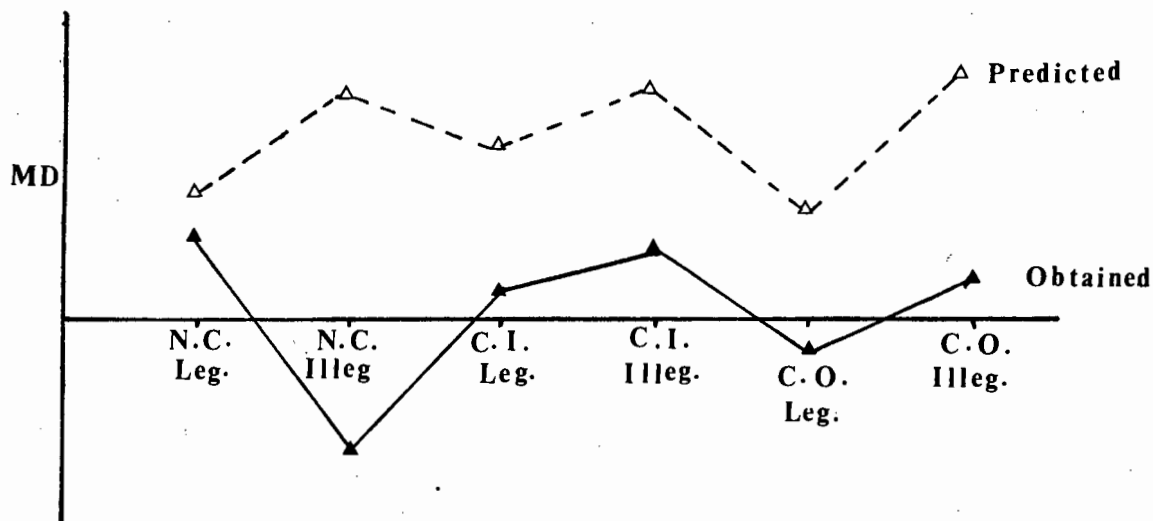 Predicted
MD
Obtained
N.C.
Leg.
N.C.
Illeg
C.I.
Leg.
C.I.
Illeg.
C.O.
Leg.
C.O.
Illeg.